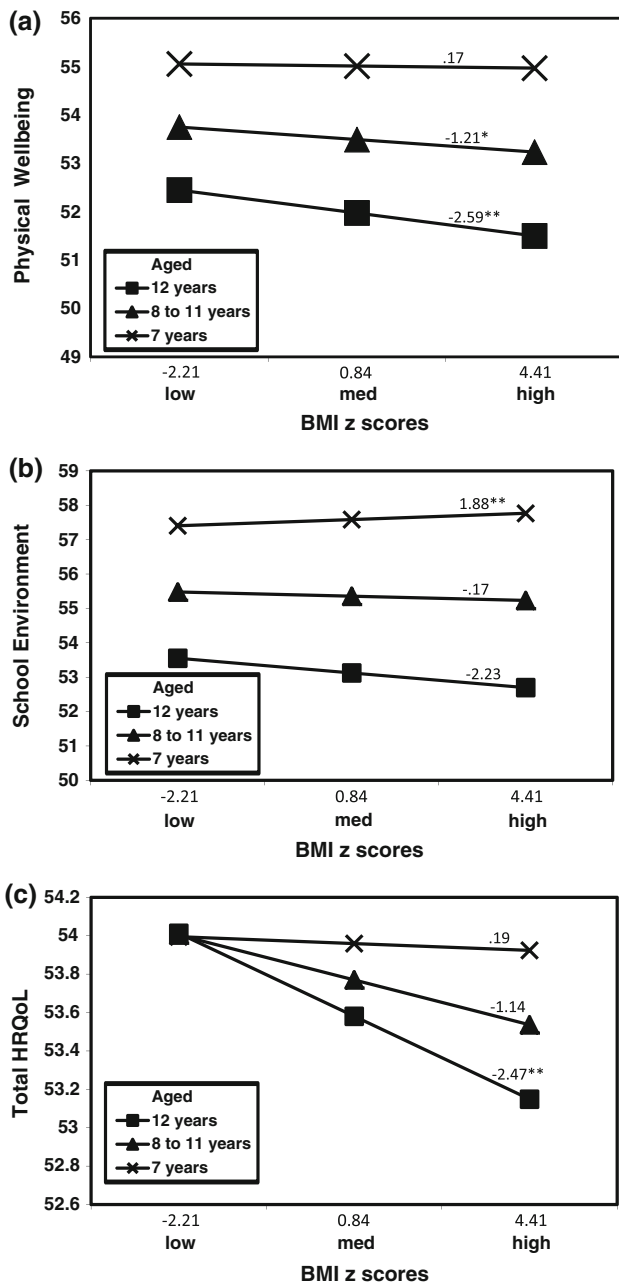 (a)
56
55
54
53
52
51
50
49
Physical Wellbeing
.17
-1.21*
-2.59**
Aged
12 years
8 to 11 years
7 years
-2.21 0.84 4.41
low med high
BMI z scores
(b)
59
58
57
56
55
54
53
52
51
50
School Environment
1.88**
-.17
-2.23
Aged
12 years
8 to 11 years
7 years
-2.21 0.84 4.41
low med high
BMI z scores
(c)
54.2
54
53.8
53.6
53.4
53.2
53
52.8
52.6
Total HRQoL
.19
-1.14
-2.47**
Aged
12 years
8 to 11 years
7 years
-2.21 0.84 4.41
low med high
BMI z scores